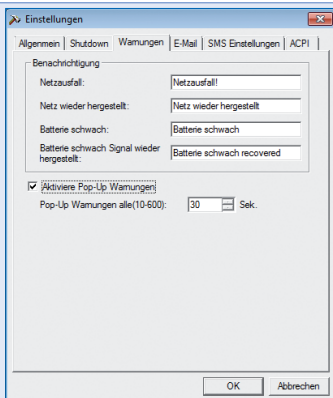 Einstellungen
Allgemein Shutdown Warnungen E-Mail SMS Einstellungen ACPI
Benachrichtigung
Netzausfall: Netzausfall!
Netz wieder hergestellt: Netz wieder hergestellt
Batterie schwach: Batterie schwach
Batterie schwach Signal wieder
hergestellt: Batterie schwach recovered
Aktiviere Pop-Up Warnungen
Pop-Up Warnungen alle(10-600): 30 Sek.
OK Abbrechen